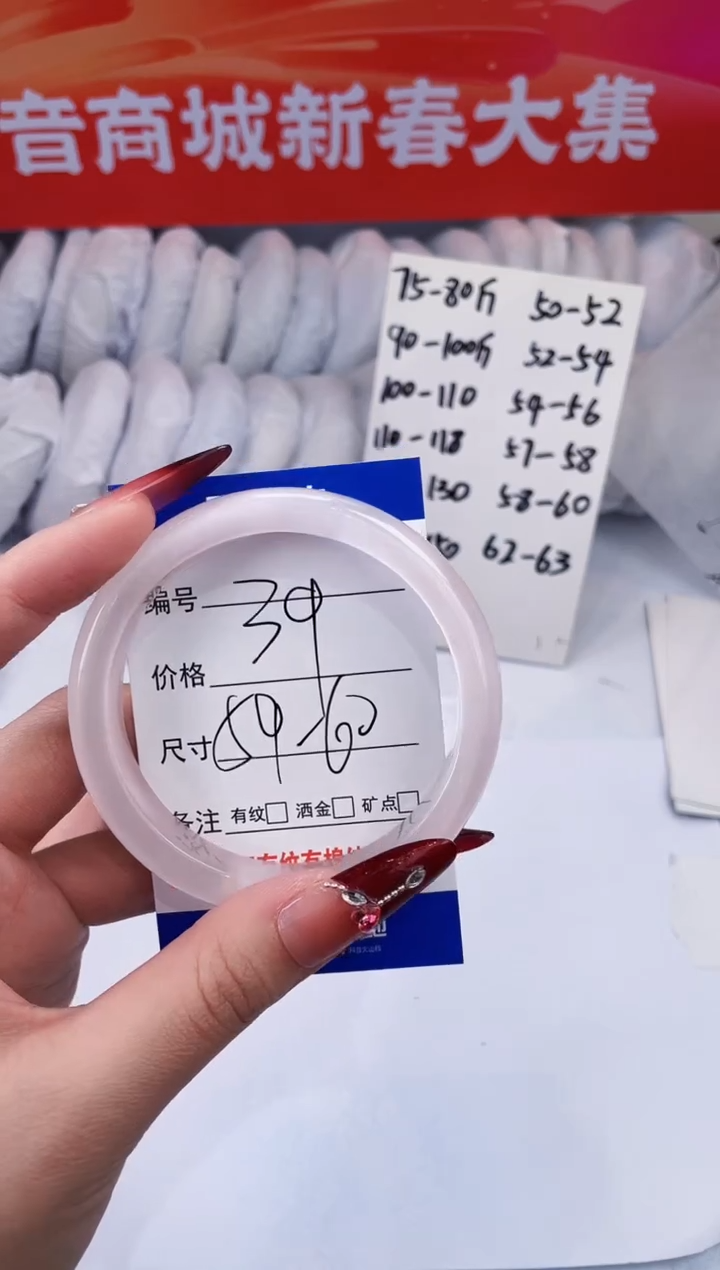 音商城新春大集
75-80斤 50-52
90-100斤 52-54
100-110 54-56
110-118 57-58
130 58-60
50 62-63
编号 39
价格
尺寸 59.60
备注 有纹□ 洒金□ 矿点□